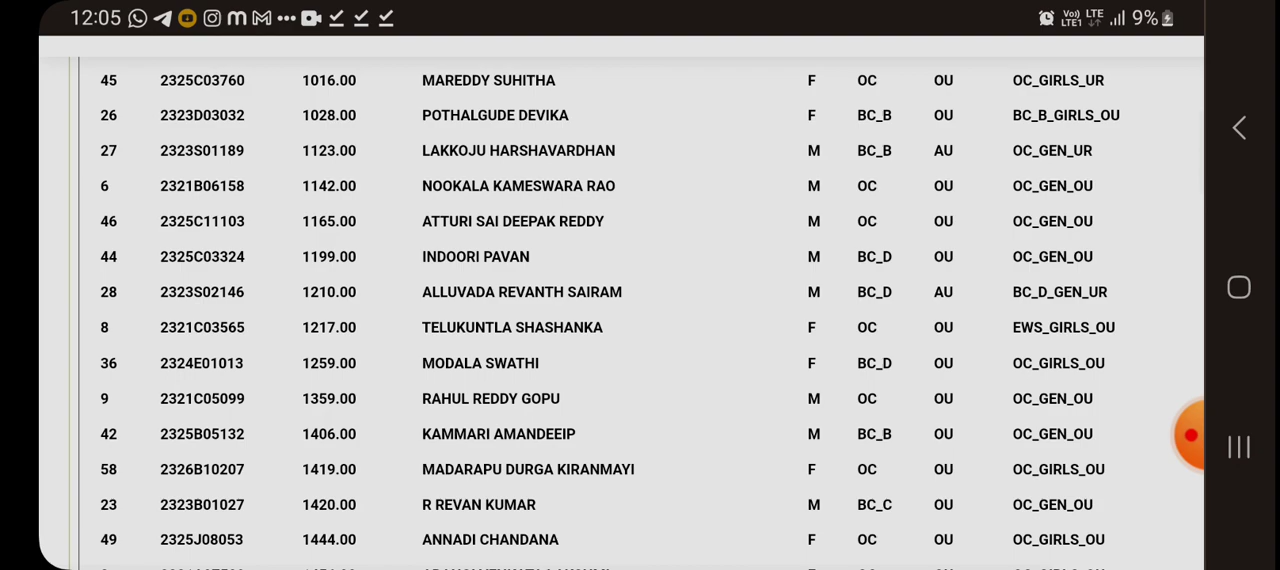 12:05 9%
Vo) LTE1 LTE
45 2325C03760 1016.00 MAREDDY SUHITHA F OC OU OC_GIRLS_UR
26 2323D03032 1028.00 POTHALGUDE DEVIKA F BC_B OU BC_B_GIRLS_OU
27 2323S01189 1123.00 LAKKOJU HARSHAVARDHAN M BC_B AU OC_GEN_UR
6 2321B06158 1142.00 NOOKALA KAMESWARA RAO M OC OU OC_GEN_OU
46 2325C11103 1165.00 ATTURI SAI DEEPAK REDDY M OC OU OC_GEN_OU
44 2325C03324 1199.00 INDOORI PAVAN M BC_D OU OC_GEN_OU
28 2323S02146 1210.00 ALLUVADA REVANTH SAIRAM M BC_D AU BC_D_GEN_UR
8 2321C03565 1217.00 TELUKUNTLA SHASHANKA F OC OU EWS_GIRLS_OU
36 2324E01013 1259.00 MODALA SWATHI F BC_D OU OC_GIRLS_OU
9 2321C05099 1359.00 RAHUL REDDY GOPU M OC OU OC_GEN_OU
42 2325B05132 1406.00 KAMMARI AMANDEEIP M BC_B OU OC_GEN_OU
58 2326B10207 1419.00 MADARAPU DURGA KIRANMAYI F OC OU OC_GIRLS_OU
23 2323B01027 1420.00 R REVAN KUMAR M BC_C OU OC_GEN_OU
49 2325J08053 1444.00 ANNADI CHANDANA F OC OU OC_GIRLS_OU